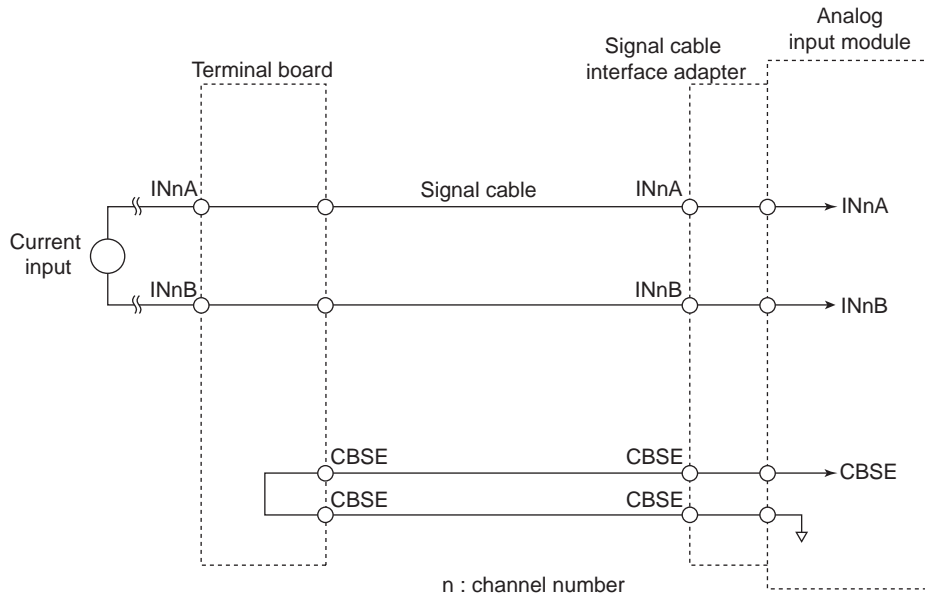 Analog
input module
Signal cable
interface adapter
Terminal board
INnA
Signal cable
INnA
INnA
Current
input
INnB
INnB
INnB
CBSE
CBSE
CBSE
CBSE
CBSE
n : channel number